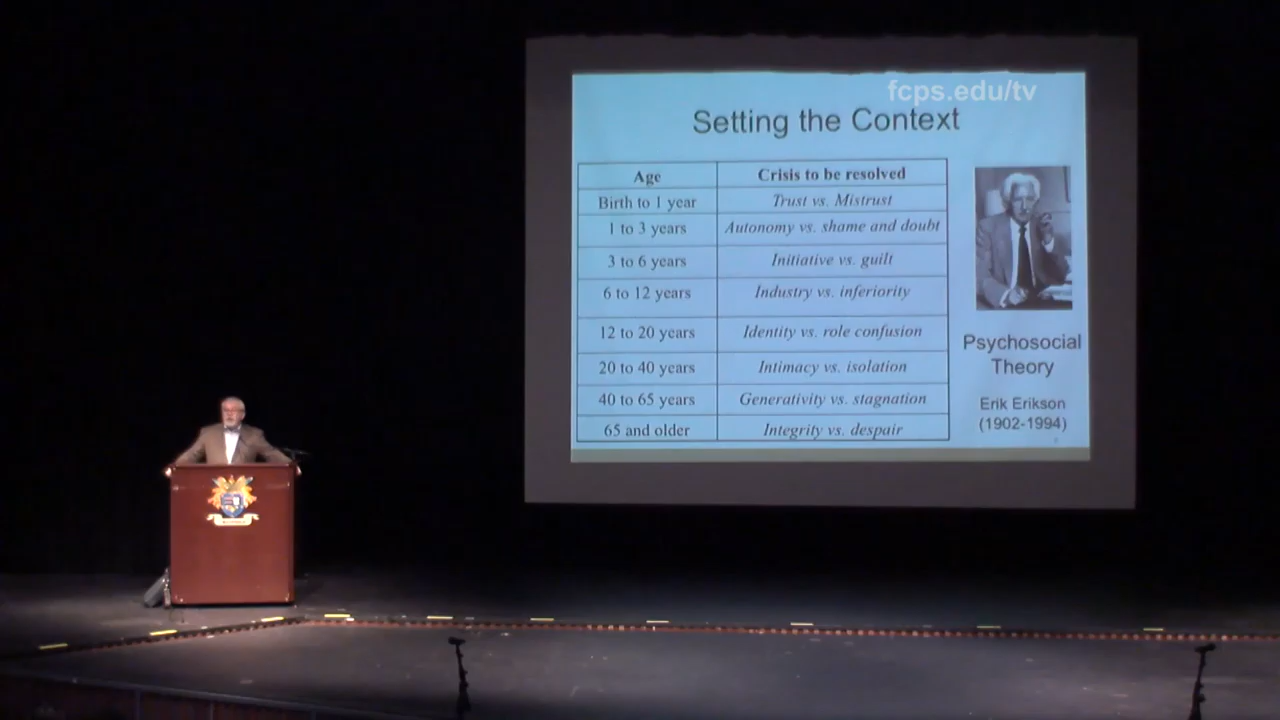 fcps.edu/tv
Setting the Context
Age Crisis to be resolved
Birth to 1 year Trust vs. Mistrust
1 to 3 years Autonomy vs. shame and doubt
3 to 6 years Initiative vs. guilt
6 to 12 years Industry vs. inferiority
12 to 20 years Identity vs. role confusion
20 to 40 years Intimacy vs. isolation
40 to 65 years Generativity vs. stagnation
65 and older Integrity vs. despair
Psychosocial
Theory
Erik Erikson
(1902-1994)